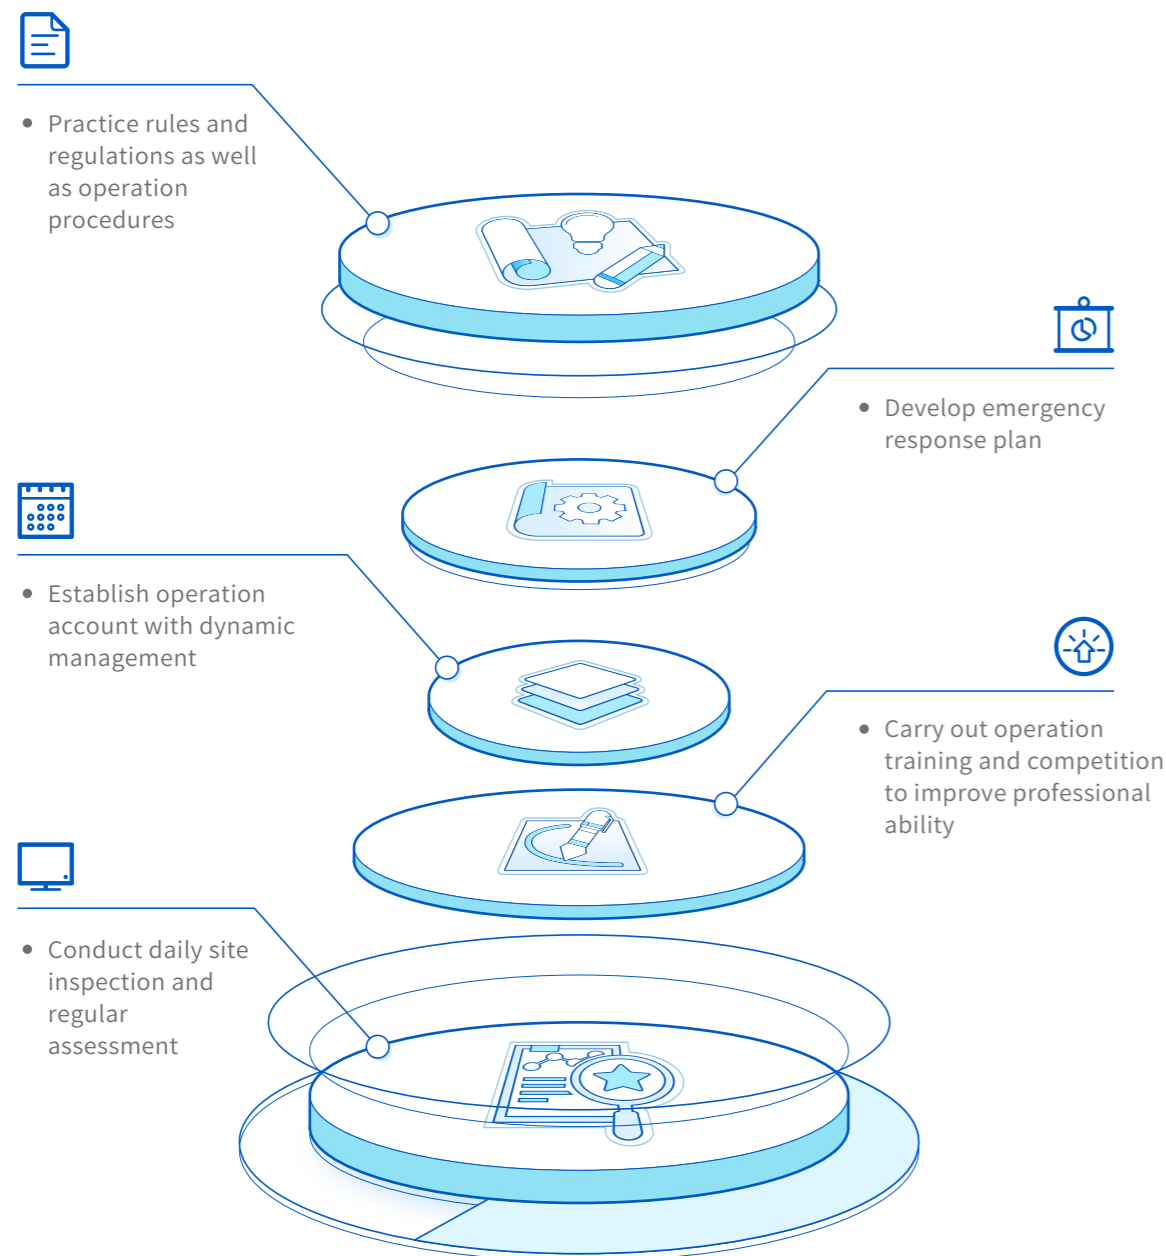 Practice rules and
regulations as well
as operation
procedures
Develop emergency
response plan
Establish operation
account with dynamic
management
Carry out operation
training and competition
to improve professional
ability
Conduct daily site
inspection and
regular
assessment